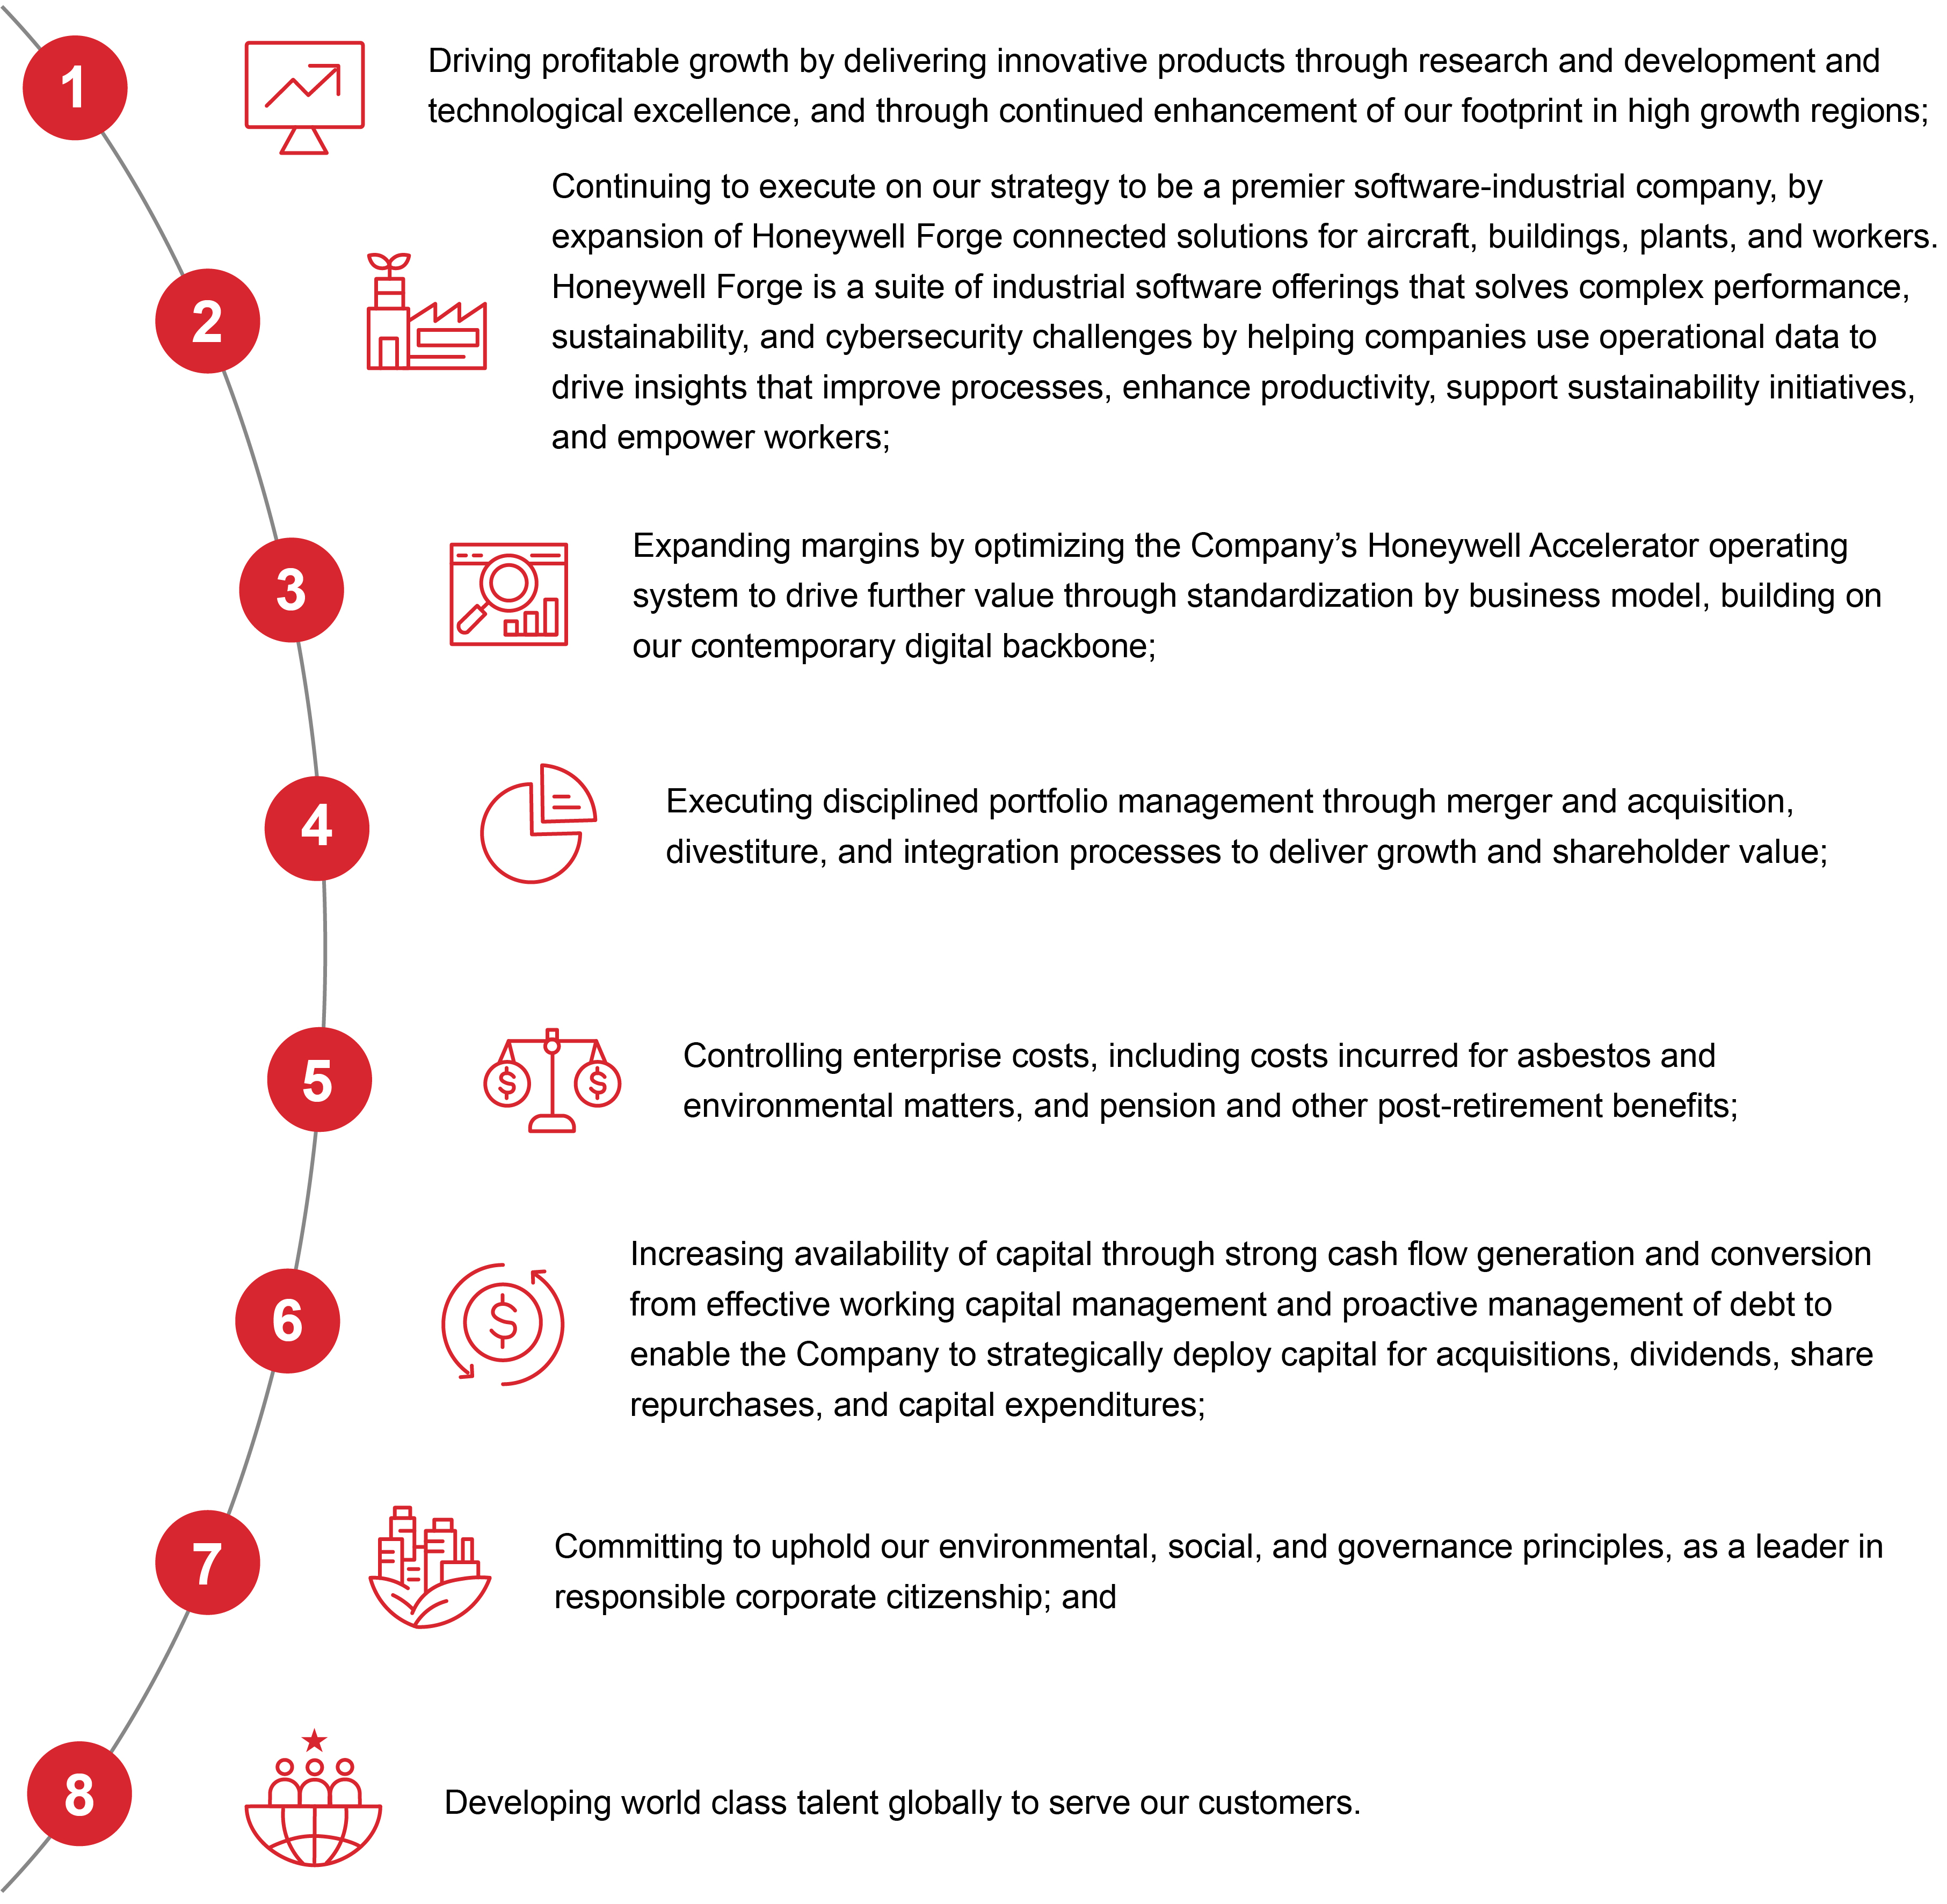 1
Driving profitable growth by delivering innovative products through research and development and
technological excellence, and through continued enhancement of our footprint in high growth regions;
2
Continuing to execute on our strategy to be a premier software-industrial company, by
expansion of Honeywell Forge connected solutions for aircraft, buildings, plants, and workers.
Honeywell Forge is a suite of industrial software offerings that solves complex performance,
sustainability, and cybersecurity challenges by helping companies use operational data to
drive insights that improve processes, enhance productivity, support sustainability initiatives,
and empower workers;
3
Expanding margins by optimizing the Company’s Honeywell Accelerator operating
system to drive further value through standardization by business model, building on
our contemporary digital backbone;
4
Executing disciplined portfolio management through merger and acquisition,
divestiture, and integration processes to deliver growth and shareholder value;
5
$ $
Controlling enterprise costs, including costs incurred for asbestos and
environmental matters, and pension and other post-retirement benefits;
6
$
Increasing availability of capital through strong cash flow generation and conversion
from effective working capital management and proactive management of debt to
enable the Company to strategically deploy capital for acquisitions, dividends, share
repurchases, and capital expenditures;
7
Committing to uphold our environmental, social, and governance principles, as a leader in
responsible corporate citizenship; and
8
Developing world class talent globally to serve our customers.